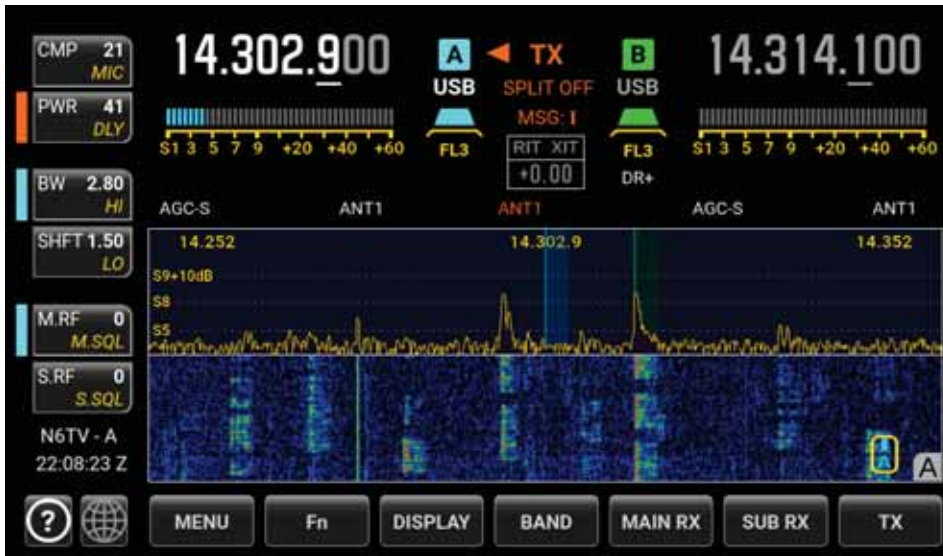 CMP 21
MIC
PWR 41
DLY
BW 2.80
HI
SHFT 1.50
LO
M.RF 0
M.SQL
S.RF 0
S.SQL
N6TV - A
22:08:23 Z
14.302.900
A TX B
USB SPLIT OFF USB
14.314.100
MSG: I
S1 3 5 7 9 +20 +40 +60
FL3
RIT XIT
+0.00
FL3
DR+
S1 3 5 7 9 +20 +40 +60
AGC-S ANT1 ANT1 AGC-S ANT1
14.252 14.302.9 14.352
S9+10dB
S8
S5
A
? MENU Fn DISPLAY BAND MAIN RX SUB RX TX